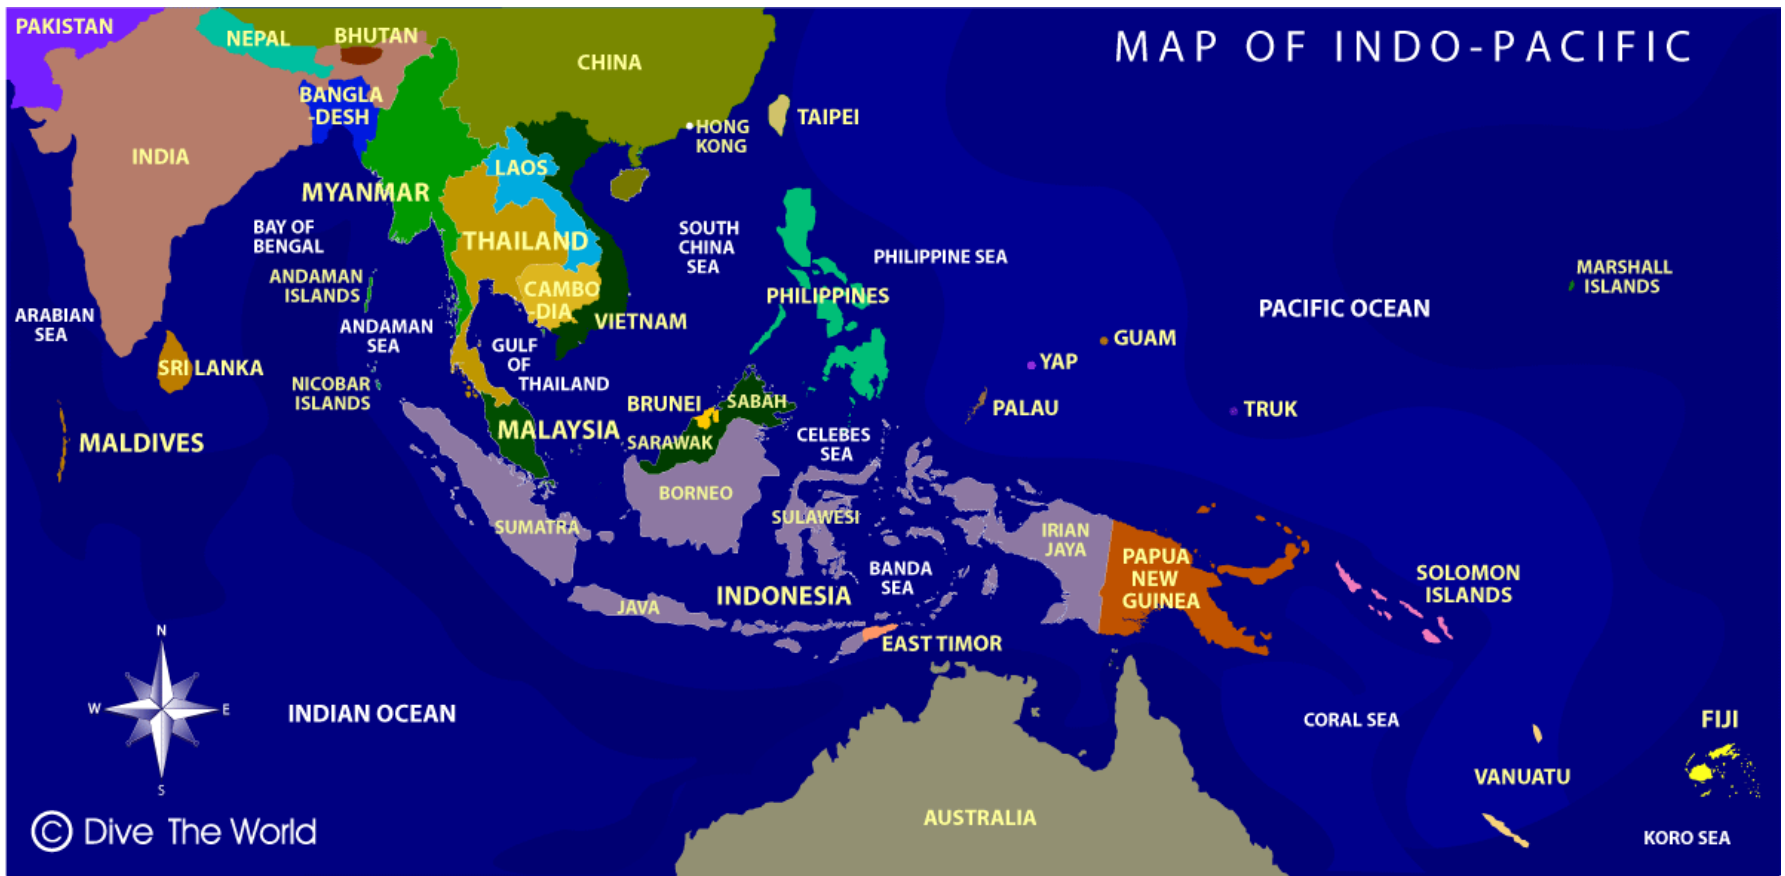 MAP OF INDO-PACIFIC
PAKISTAN
NEPAL
BHUTAN
CHINA
BANGLA
-DESH
INDIA
HONG
KONG
TAIPEI
LAOS
MYANMAR
BAY OF
BENGAL
THAILAND
SOUTH
CHINA
SEA
PHILIPPINE SEA
ANDAMAN
ISLANDS
CAMBO
-DIA
PHILIPPINES
MARSHALL
ISLANDS
PACIFIC OCEAN
ARABIAN
SEA
ANDAMAN
SEA
VIETNAM
GULF
OF
THAILAND
GUAM
YAP
SRI LANKA
NICOBAR
ISLANDS
BRUNEI
SABAH
PALAU
TRUK
MALDIVES
MALAYSIA
SARAWAK
CELEBES
SEA
BORNEO
SUMATRA
SULAWESI
IRIAN
JAYA
PAPUA
NEW
GUINEA
BANDA
SEA
SOLOMON
ISLANDS
INDONESIA
JAVA
EAST TIMOR
N
W
E
S
INDIAN OCEAN
CORAL SEA
FIJI
VANUATU
AUSTRALIA
KORO SEA
© Dive The World